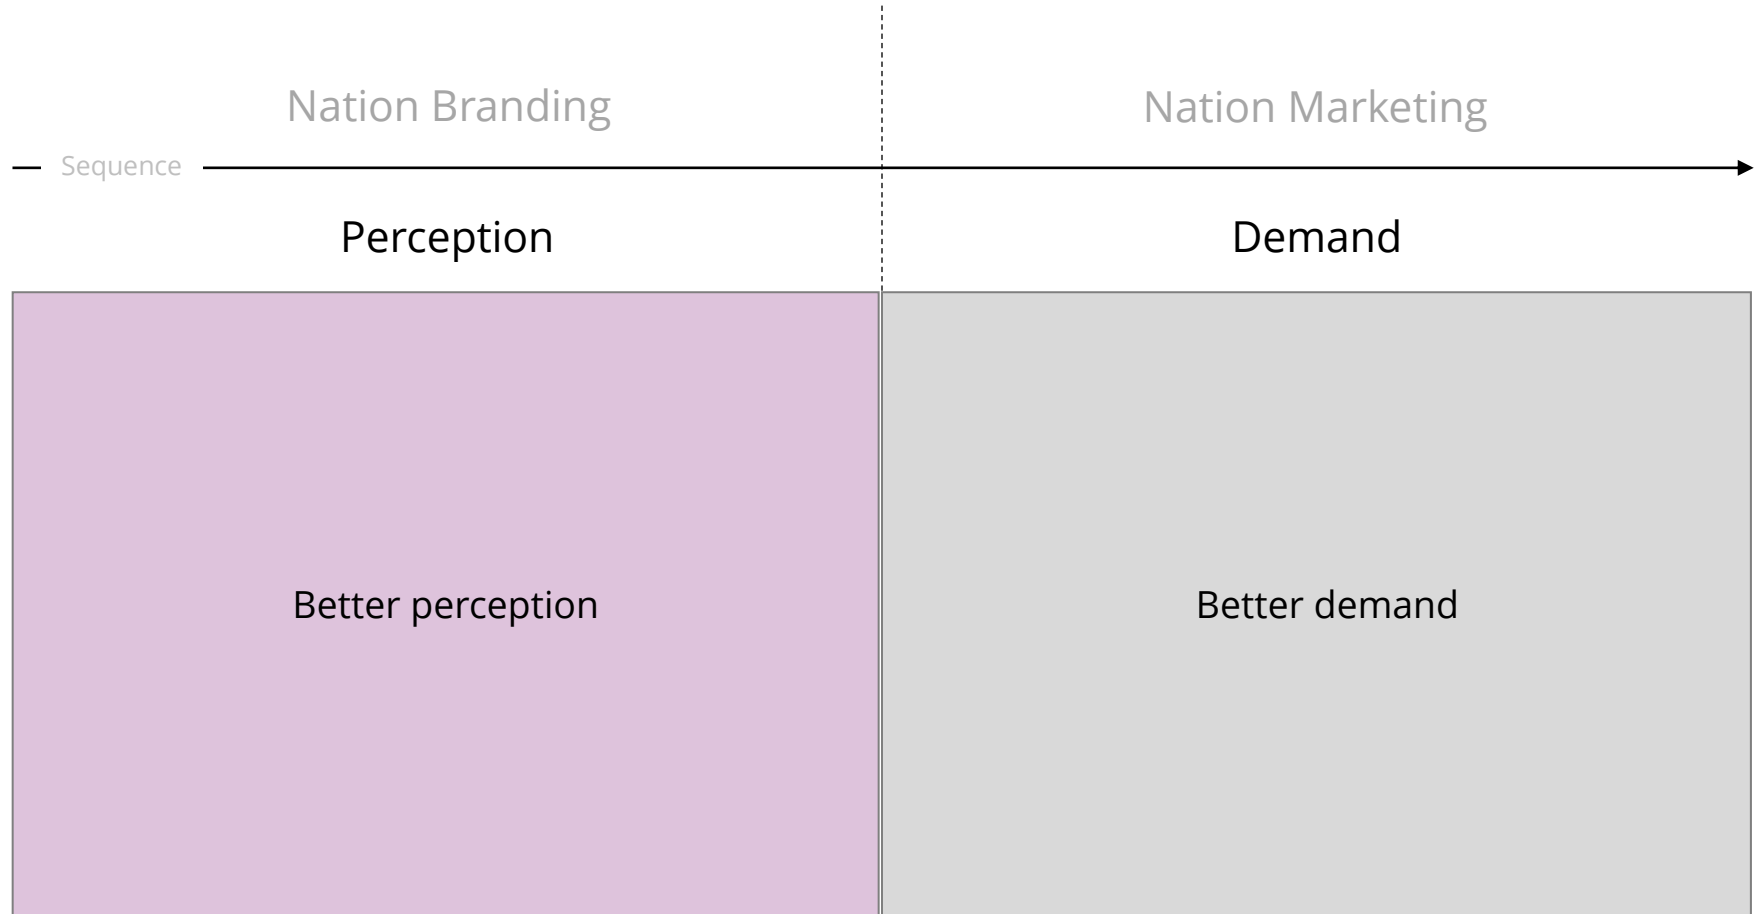 Nation Branding
Nation Marketing
Sequence
Perception
Demand
Better perception
Better demand